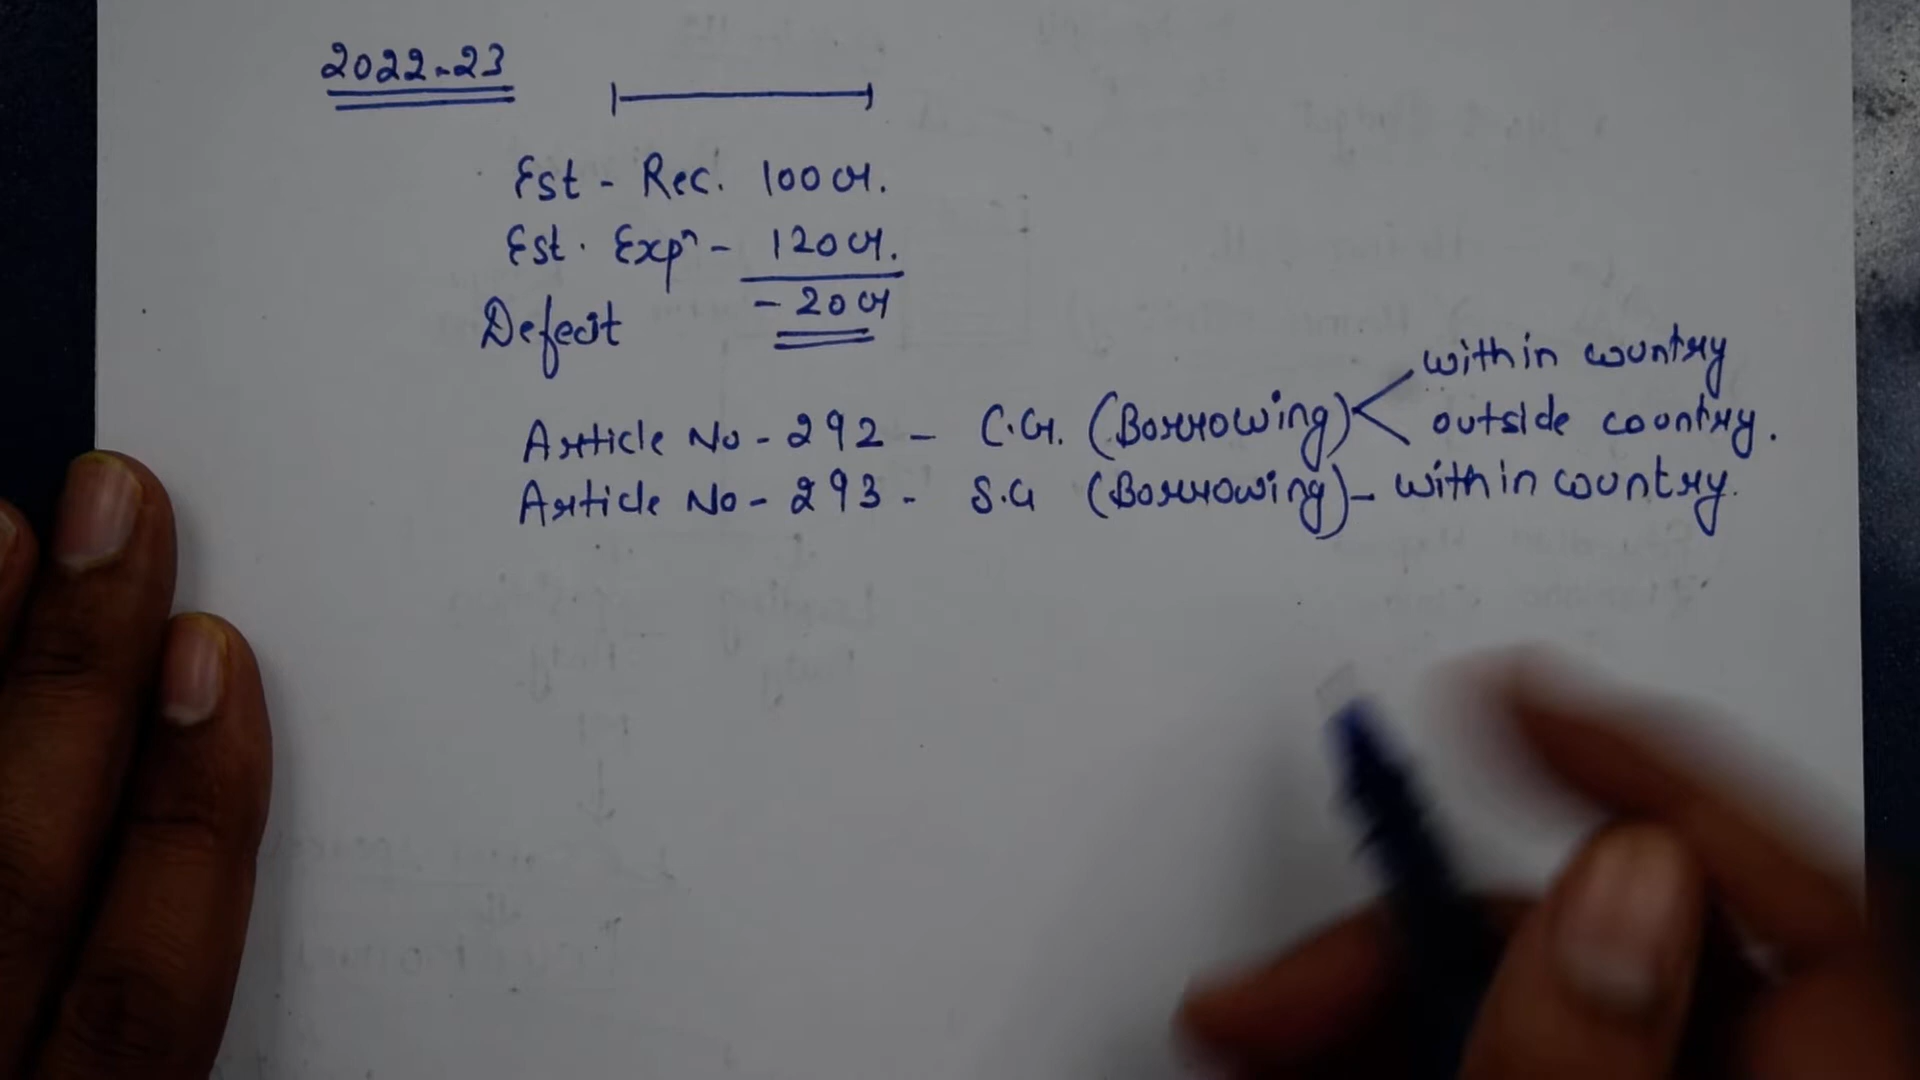 2022-23
Est - Rec. 100 cr.
Est. Expn - 120 cr.
- 20 cr
Defecit
Article No - 292 - C.G. (Borrowing) < within country
outside country.
Article No - 293 - S.G (Borrowing) - within country.